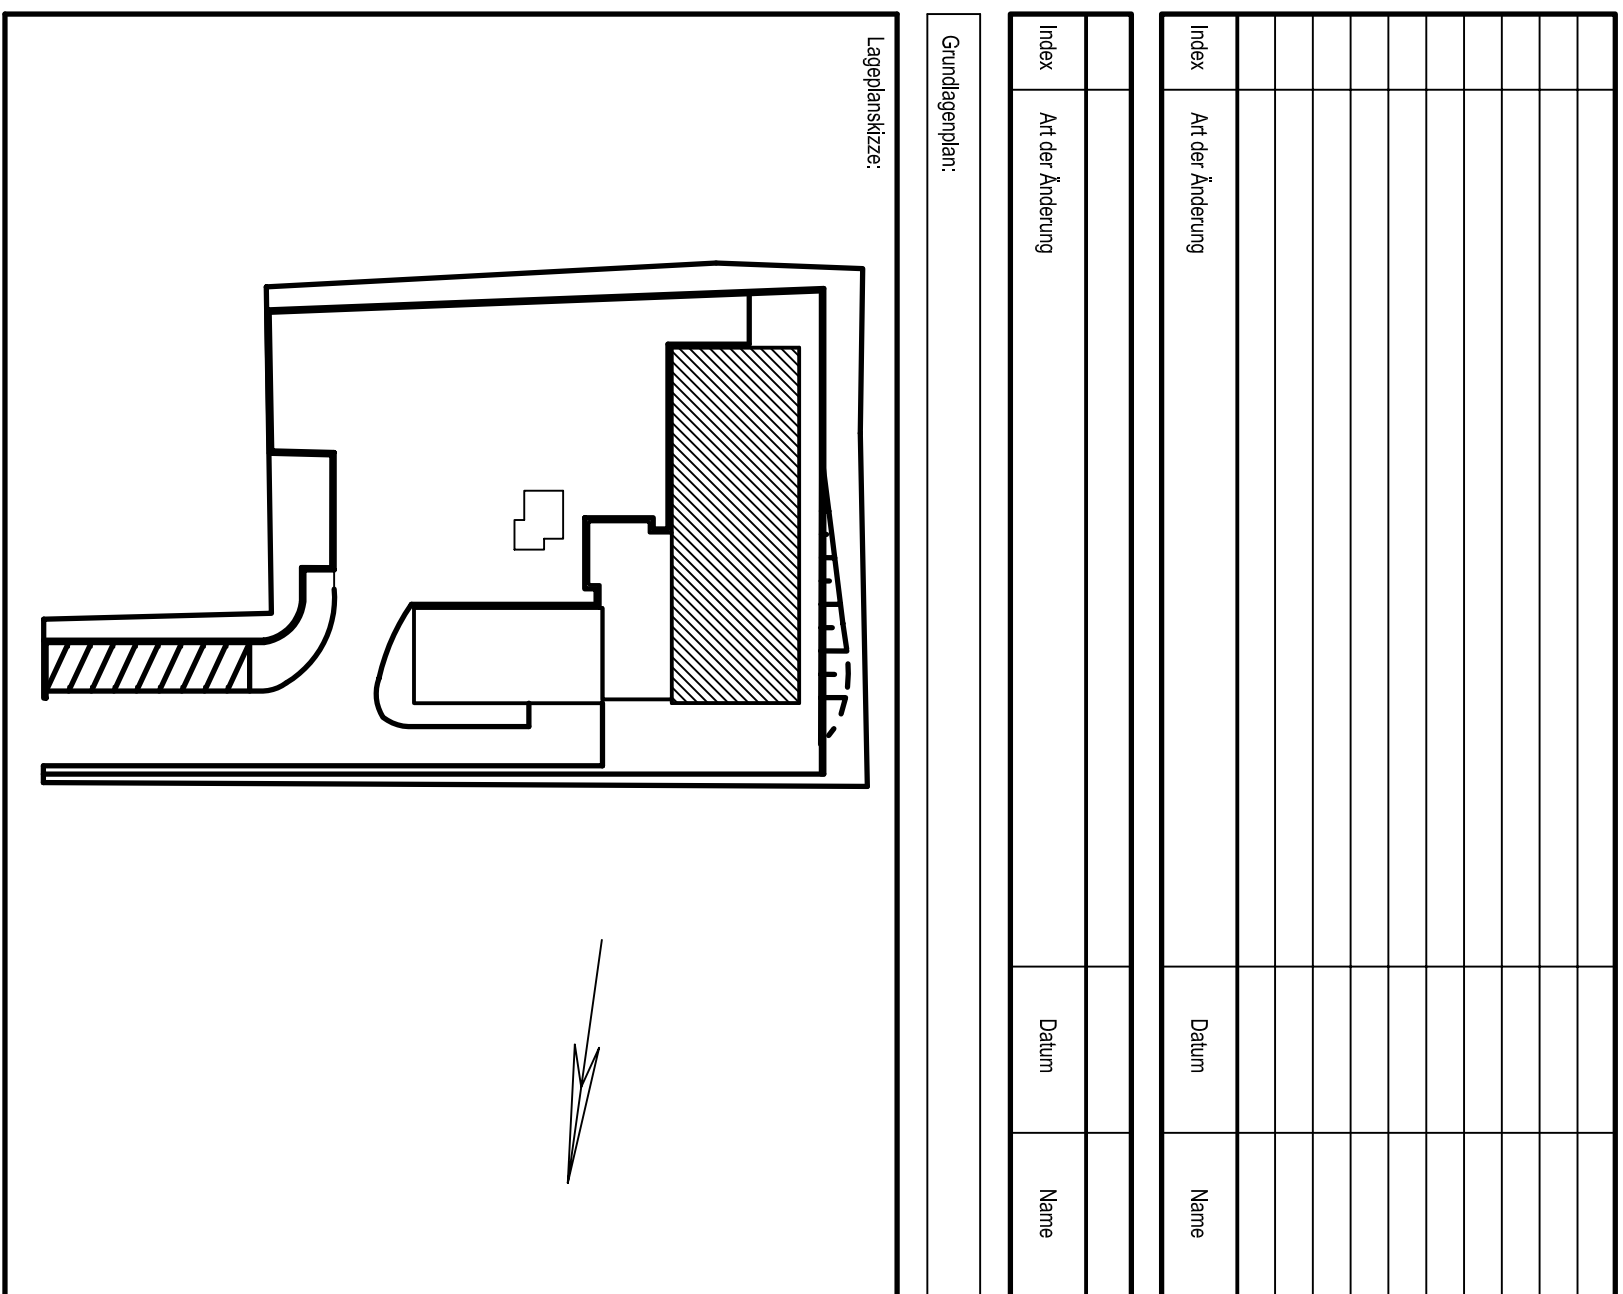 Index Art der Änderung Datum Name
Index Art der Änderung Datum Name
Grundlagenplan:
Lageplanskizze: